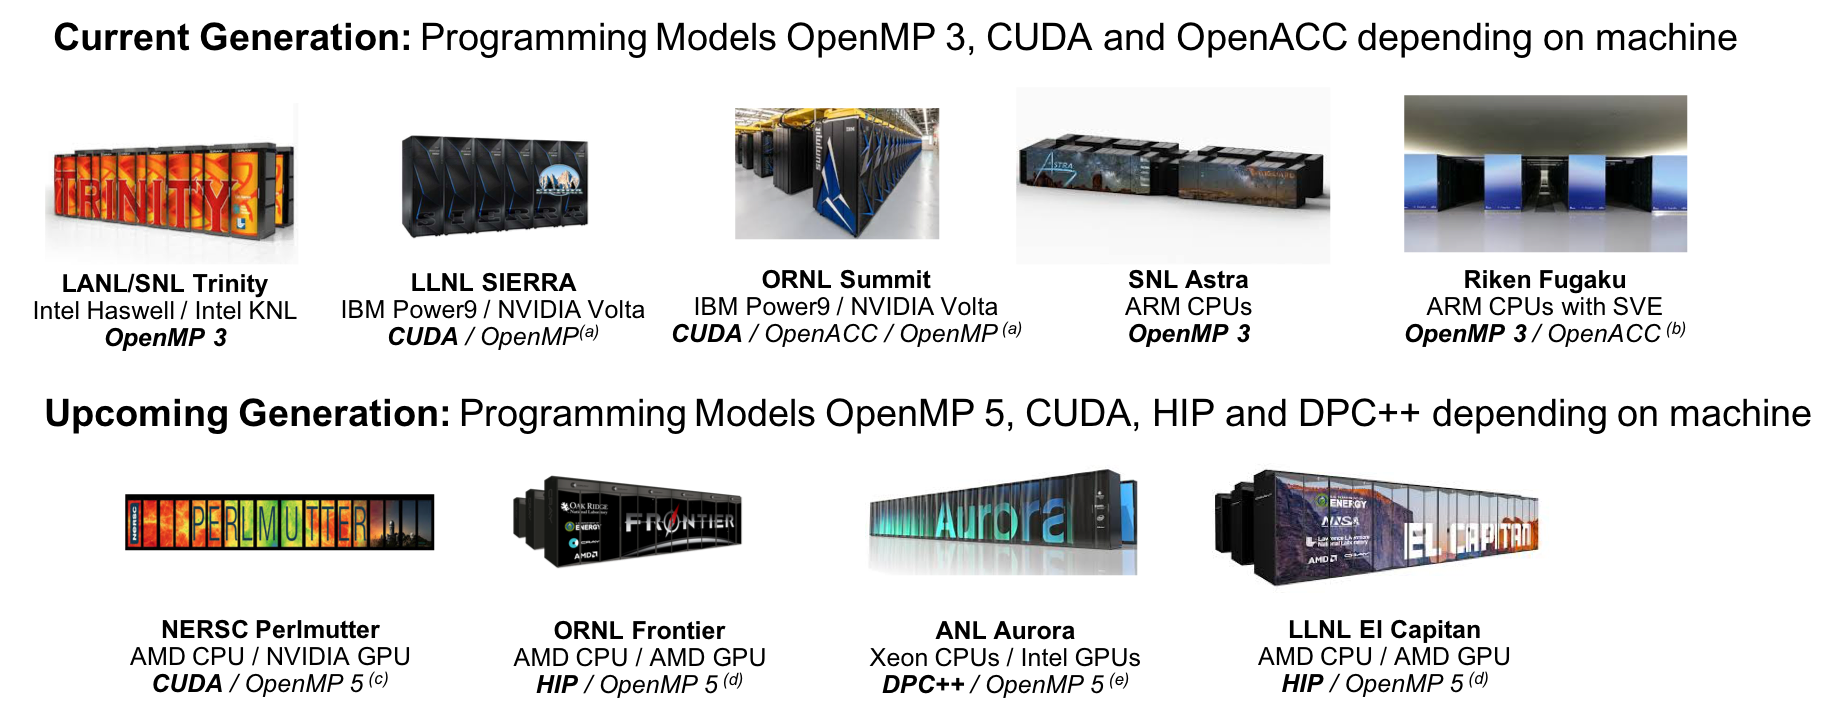 Current Generation: Programming Models OpenMP 3, CUDA and OpenACC depending on machine
TRINITY
SIERRA
SUMMIT
IBM
ASTRA
LANL/SNL Trinity
Intel Haswell / Intel KNL
OpenMP 3
LLNL SIERRA
IBM Power9 / NVIDIA Volta
CUDA / OpenMP(a)
ORNL Summit
IBM Power9 / NVIDIA Volta
CUDA / OpenACC / OpenMP (a)
SNL Astra
ARM CPUs
OpenMP 3
Riken Fugaku
ARM CPUs with SVE
OpenMP 3 / OpenACC (b)
Upcoming Generation: Programming Models OpenMP 5, CUDA, HIP and DPC++ depending on machine
NERSC
PERLMUTTER
OAK RIDGE
National Laboratory
ENERGY
CRAY
AMD
FRONTIER
Aurora
ENERGY
NNSA
Lawrence Livermore
National Laboratory
AMD
EL CAPITAN
NERSC Perlmutter
AMD CPU / NVIDIA GPU
CUDA / OpenMP 5 (c)
ORNL Frontier
AMD CPU / AMD GPU
HIP / OpenMP 5 (d)
ANL Aurora
Xeon CPUs / Intel GPUs
DPC++ / OpenMP 5 (e)
LLNL El Capitan
AMD CPU / AMD GPU
HIP / OpenMP 5 (d)